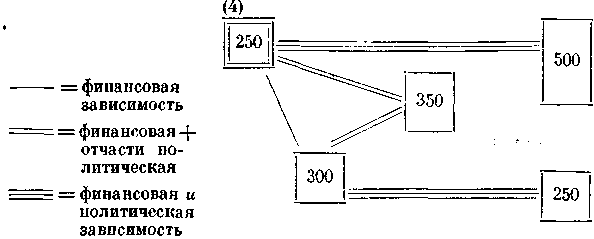 (4)
250
500
350
300
250
—— = финансовая
зависимость
= финансовая +
отчасти по-
литическая
= финансовая и
политическая
зависимость